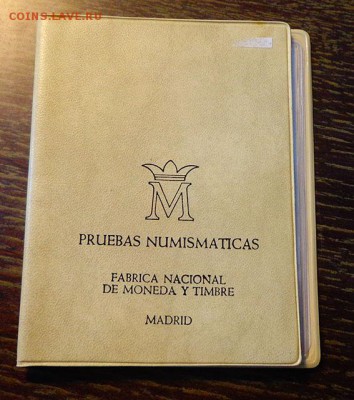 COINS.LAVE.RU
M
PRUEBAS NUMISMATICAS
FABRICA NACIONAL
DE MONEDA Y TIMBRE
MADRID